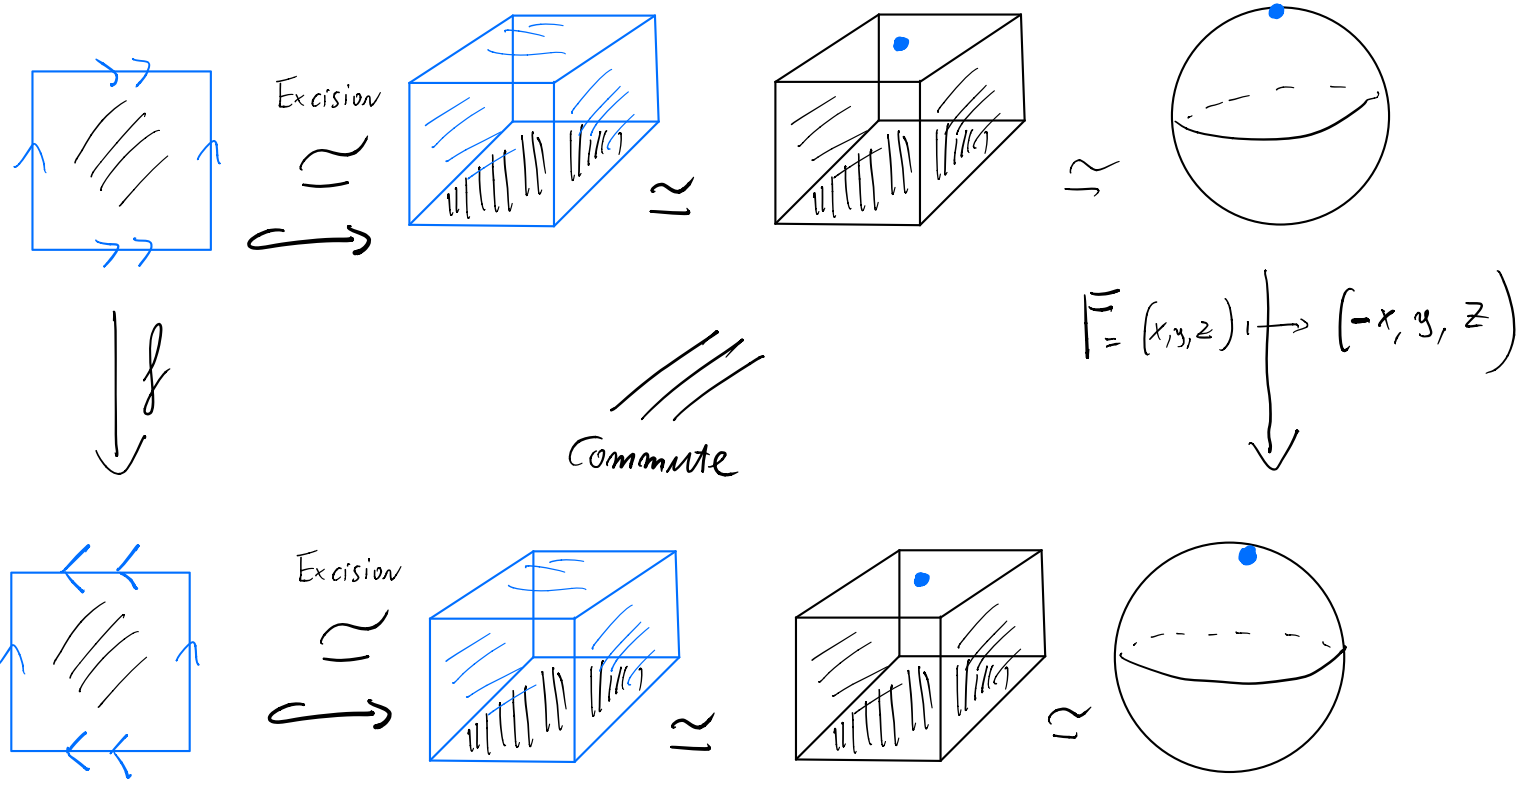 Excision
≃
≃
≃
f
F = (x, y, z) ↦ (-x, y, z)
Commute
Excision
≃
≃
≃